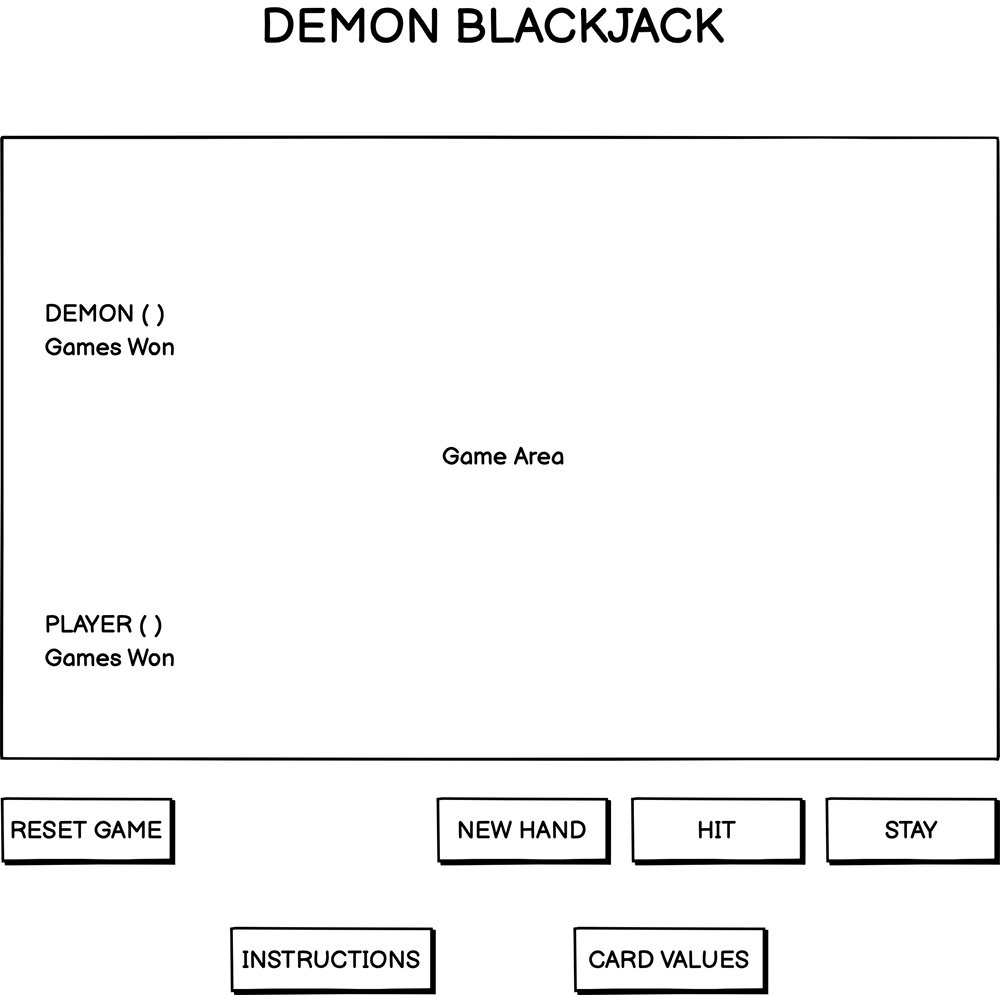 DEMON BLACKJACK
DEMON ( )
Games Won
Game Area
PLAYER ( )
Games Won
RESET GAME
NEW HAND
HIT
STAY
INSTRUCTIONS
CARD VALUES